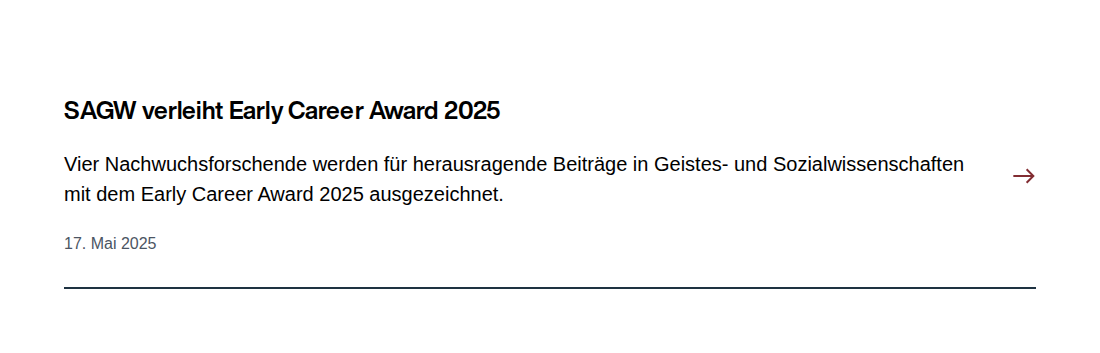 SAGW verleiht Early Career Award 2025
Vier Nachwuchsforschende werden für herausragende Beiträge in Geistes- und Sozialwissenschaften
mit dem Early Career Award 2025 ausgezeichnet.
17. Mai 2025